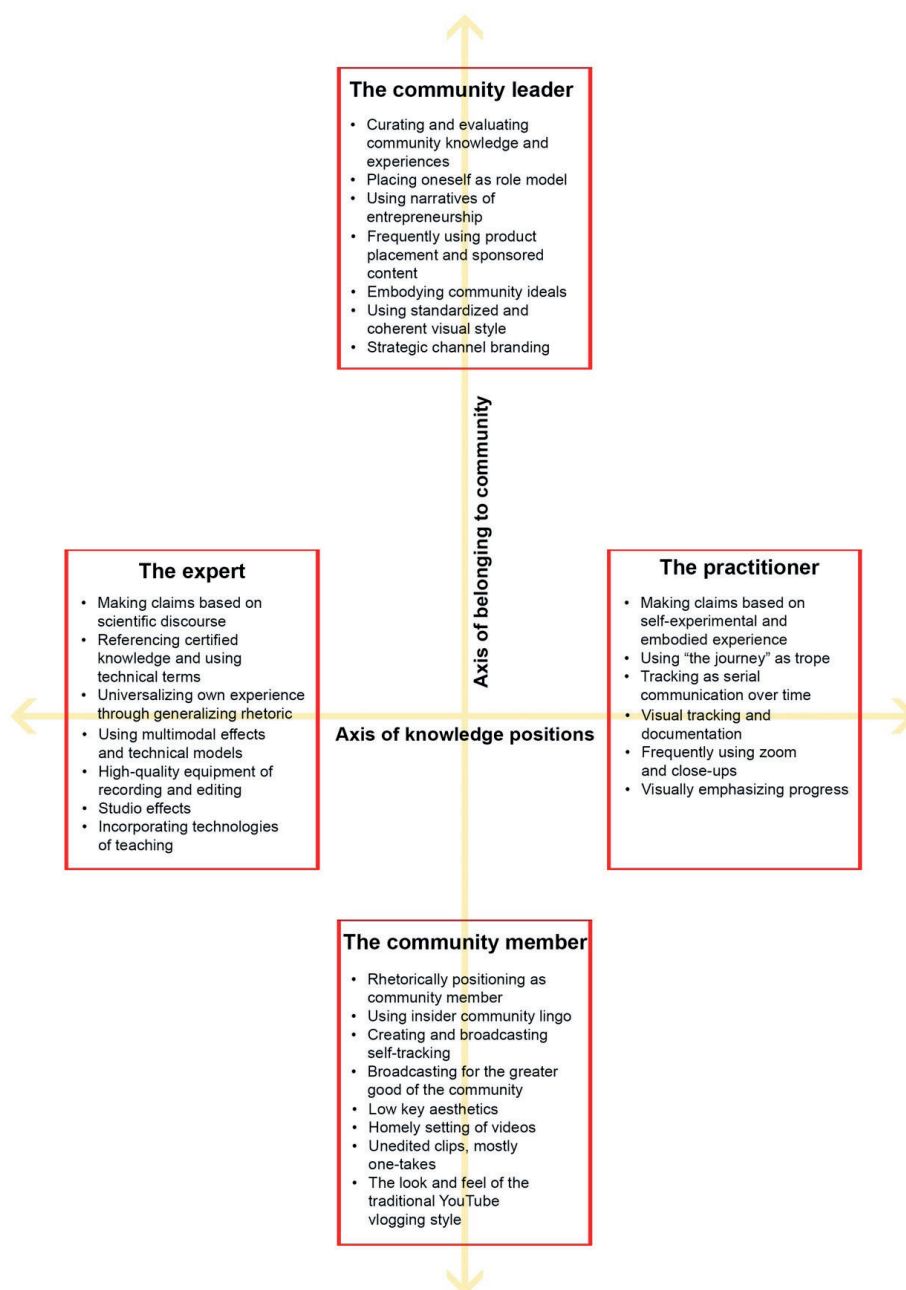 The community leader
• Curating and evaluating
community knowledge and
experiences
• Placing oneself as role model
• Using narratives of
entrepreneurship
• Frequently using product
placement and sponsored
content
• Embodying community ideals
• Using standardized and
coherent visual style
• Strategic channel branding
Axis of belonging to community
The expert
• Making claims based on
scientific discourse
• Referencing certified
knowledge and using
technical terms
• Universalizing own experience
through generalizing rhetoric
• Using multimodal effects
and technical models
• High-quality equipment of
recording and editing
• Studio effects
• Incorporating technologies
of teaching
Axis of knowledge positions
The practitioner
• Making claims based on
self-experimental and
embodied experience
• Using “the journey” as trope
• Tracking as serial
communication over time
• Visual tracking and
documentation
• Frequently using zoom
and close-ups
• Visually emphasizing progress
The community member
• Rhetorically positioning as
community member
• Using insider community lingo
• Creating and broadcasting
self-tracking
• Broadcasting for the greater
good of the community
• Low key aesthetics
• Homely setting of videos
• Unedited clips, mostly
one-takes
• The look and feel of the
traditional YouTube
vlogging style